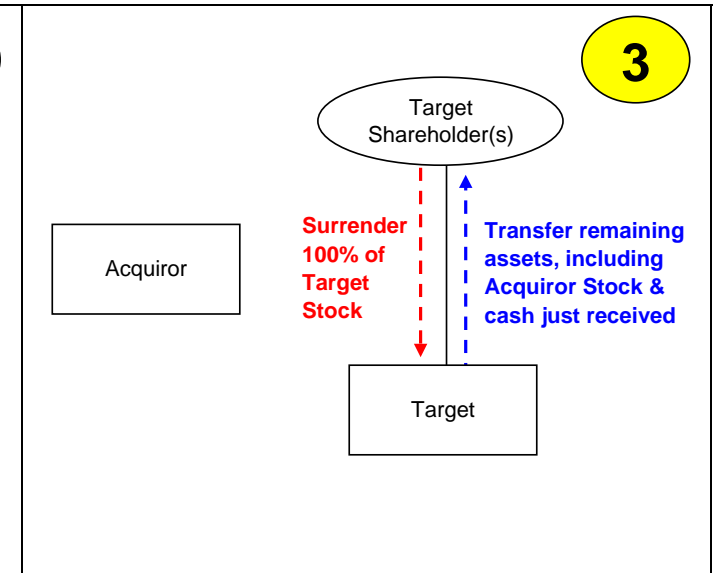 3
Target
Shareholder(s)
Surrender
100% of
Target
Stock
Transfer remaining
assets, including
Acquiror Stock &
cash just received
Acquiror
Target